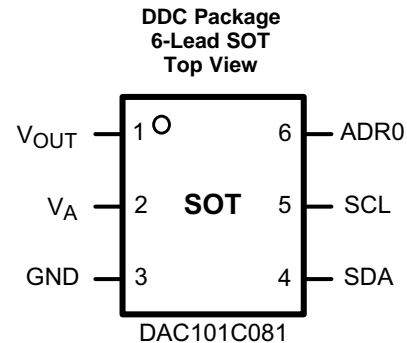 DDC Package
6-Lead SOT
Top View
VOUT 1 6 ADR0
VA 2 SOT 5 SCL
GND 3 4 SDA
DAC101C081